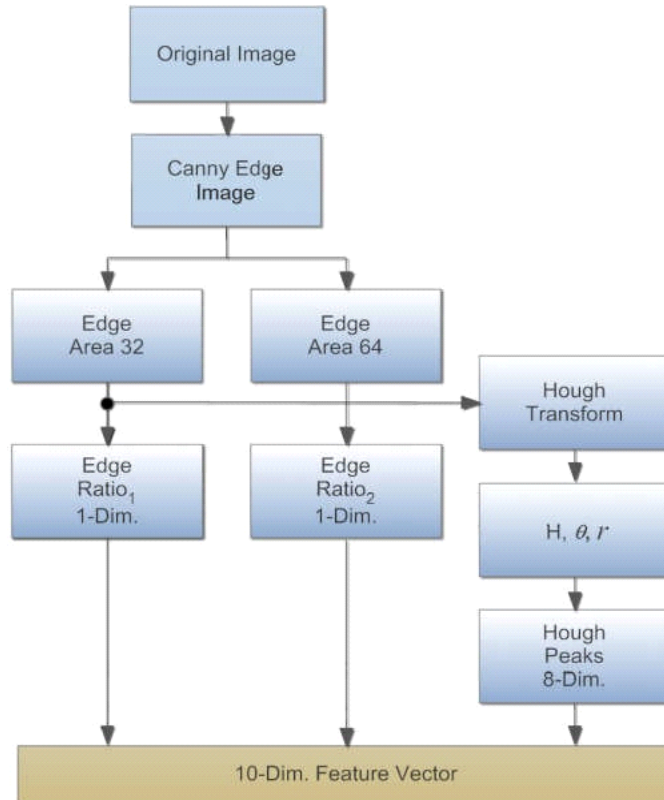 Original Image
Canny Edge
Image
Edge
Area 32
Edge
Area 64
Hough
Transform
Edge
Ratio₁
1-Dim.
Edge
Ratio₂
1-Dim.
H, θ, r
Hough
Peaks
8-Dim.
10-Dim. Feature Vector